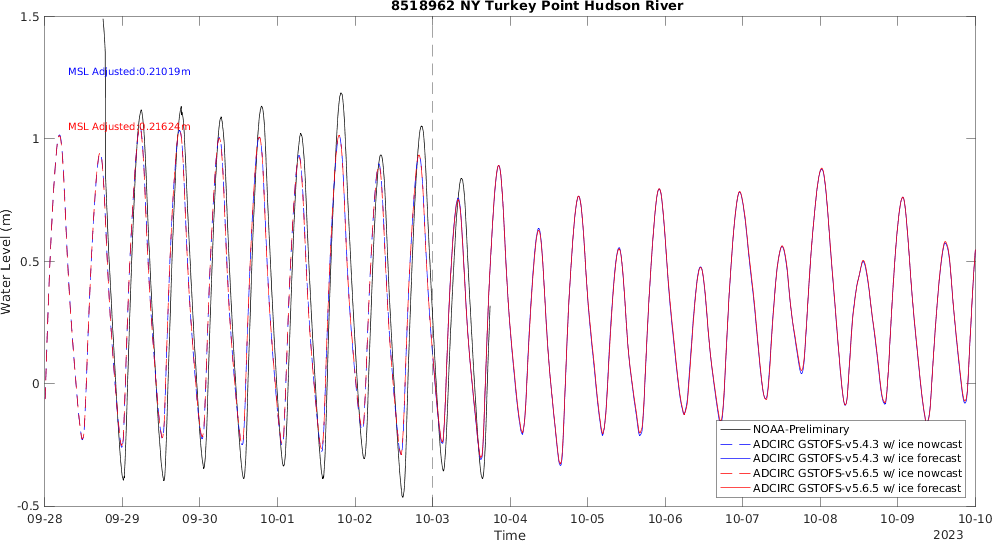 8518962 NY Turkey Point Hudson River
1.5
1
0.5
0
-0.5
Water Level (m)
MSL Adjusted:0.21019m
MSL Adjusted:0.21624m
NOAA-Preliminary
ADCIRC GSTOFS-v5.4.3 w/ ice nowcast
ADCIRC GSTOFS-v5.4.3 w/ ice forecast
ADCIRC GSTOFS-v5.6.5 w/ ice nowcast
ADCIRC GSTOFS-v5.6.5 w/ ice forecast
09-28 09-29 09-30 10-01 10-02 10-03 10-04 10-05 10-06 10-07 10-08 10-09 10-10
Time
2023